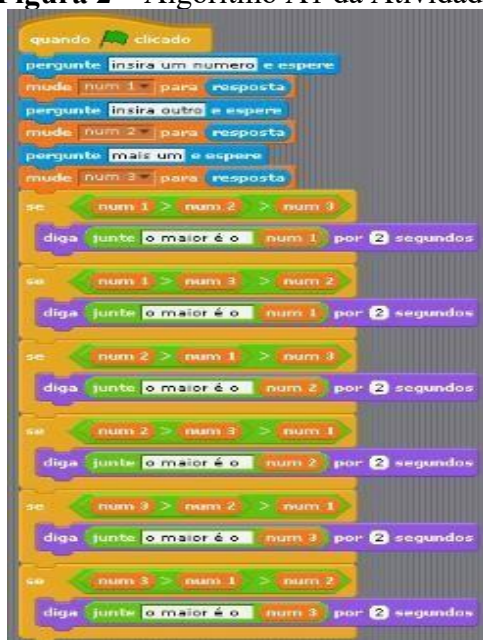 Figura 2 – Algoritmo A1 da Atividad
quando clicado
pergunte insira um numero e espere
mude num 1 para resposta
pergunte insira outro e espere
mude num 2 para resposta
pergunte mais um e espere
mude num 3 para resposta
se num 1 > num 2 > num 3
diga junte o maior é o num 1 por 2 segundos
se num 1 > num 3 > num 2
diga junte o maior é o num 1 por 2 segundos
se num 2 > num 1 > num 3
diga junte o maior é o num 2 por 2 segundos
se num 2 > num 3 > num 1
diga junte o maior é o num 2 por 2 segundos
se num 3 > num 2 > num 1
diga junte o maior é o num 3 por 2 segundos
se num 3 > num 1 > num 2
diga junte o maior é o num 3 por 2 segundos